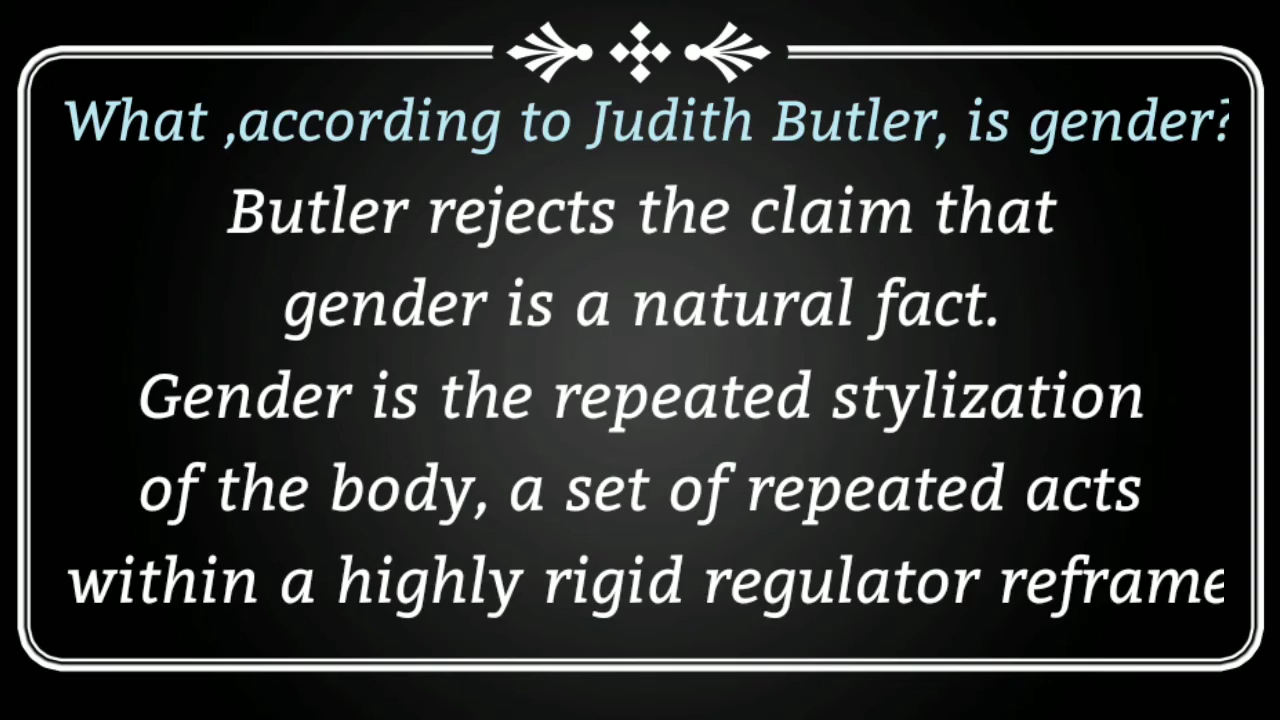 What ,according to Judith Butler, is gender?
Butler rejects the claim that
gender is a natural fact.
Gender is the repeated stylization
of the body, a set of repeated acts
within a highly rigid regulator reframe